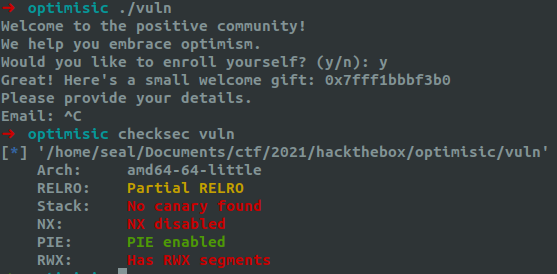 → optimisic ./vuln
Welcome to the positive community!
We help you embrace optimism.
Would you like to enroll yourself? (y/n): y
Great! Here's a small welcome gift: 0x7fff1bbbf3b0
Please provide your details.
Email: ^C
→ optimisic checksec vuln
[*] '/home/seal/Documents/ctf/2021/hackthebox/optimisic/vuln'
Arch: amd64-64-little
RELRO: Partial RELRO
Stack: No canary found
NX: NX disabled
PIE: PIE enabled
RWX: Has RWX segments